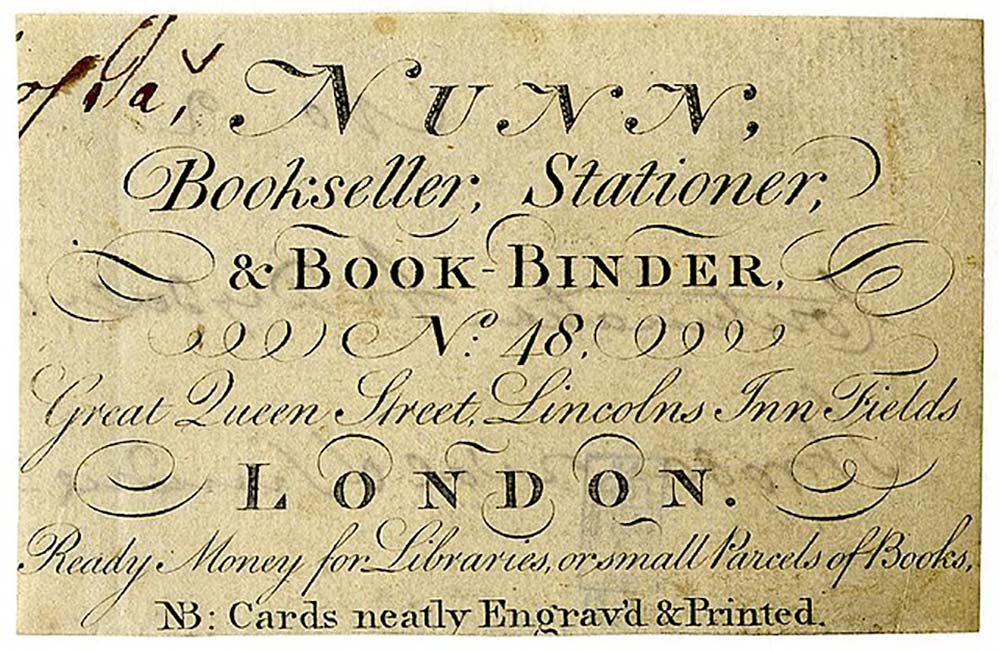 NUNN,
Bookseller, Stationer,
& BOOK-BINDER,
No. 48,
Great Queen Street, Lincolns Inn Fields
LONDON.
Ready Money for Libraries, or small Parcels of Books,
NB: Cards neatly Engrav'd & Printed.